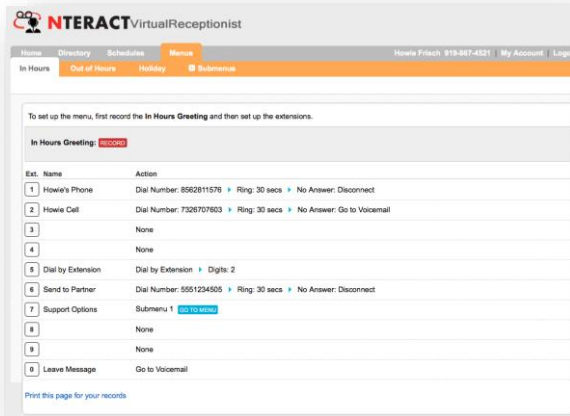 NTERACT VirtualReceptionist
Home Directory Schedules Menus Howie Frisch 919-667-4521 | My Account | Logo
In Hours Out of Hours Holiday Submenus
To set up the menu, first record the In Hours Greeting and then set up the extensions.
In Hours Greeting: RECORD
Ext. Name Action
1 Howie's Phone Dial Number: 8562811576 Ring: 30 secs No Answer: Disconnect
2 Howie Cell Dial Number: 7326707603 Ring: 30 secs No Answer: Go to Voicemail
3 None
4 None
5 Dial by Extension Dial by Extension Digits: 2
6 Send to Partner Dial Number: 5551234505 Ring: 30 secs No Answer: Disconnect
7 Support Options Submenu 1 GO TO MENU
8 None
9 None
0 Leave Message Go to Voicemail
Print this page for your records